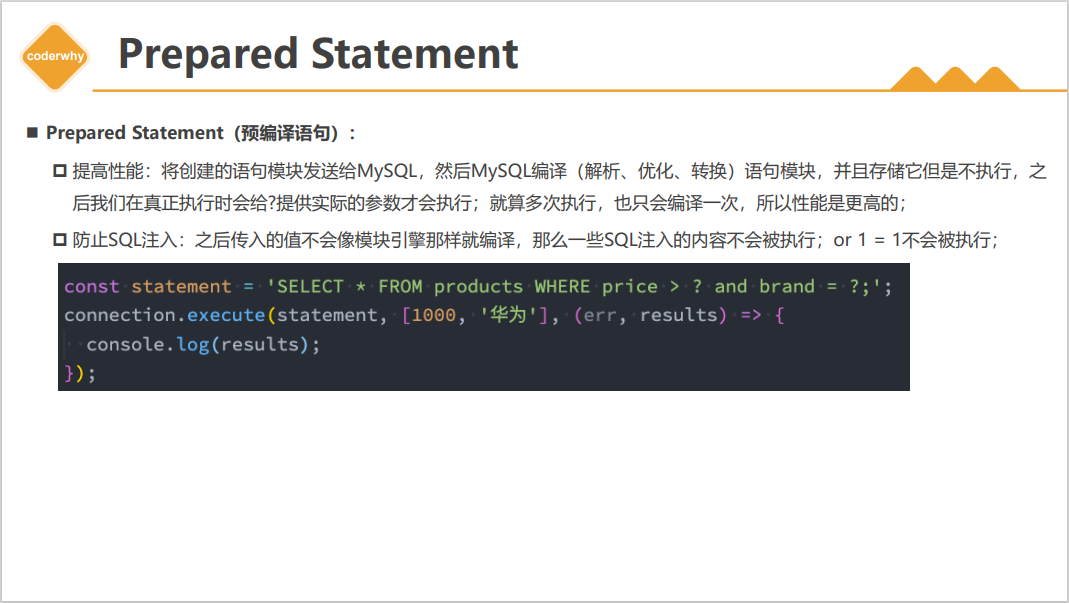 coderwhy
Prepared Statement
Prepared Statement（预编译语句）:
提高性能：将创建的语句模块发送给MySQL，然后MySQL编译（解析、优化、转换）语句模块，并且存储它但是不执行，之
后我们在真正执行时会给?提供实际的参数才会执行；就算多次执行，也只会编译一次，所以性能是更高的；
防止SQL注入：之后传入的值不会像模块引擎那样就编译，那么一些SQL注入的内容不会被执行；or 1 = 1不会被执行；
const statement = 'SELECT * FROM products WHERE price > ? and brand = ?;';
connection.execute(statement, [1000, '华为'], (err, results) => {
  console.log(results);
});